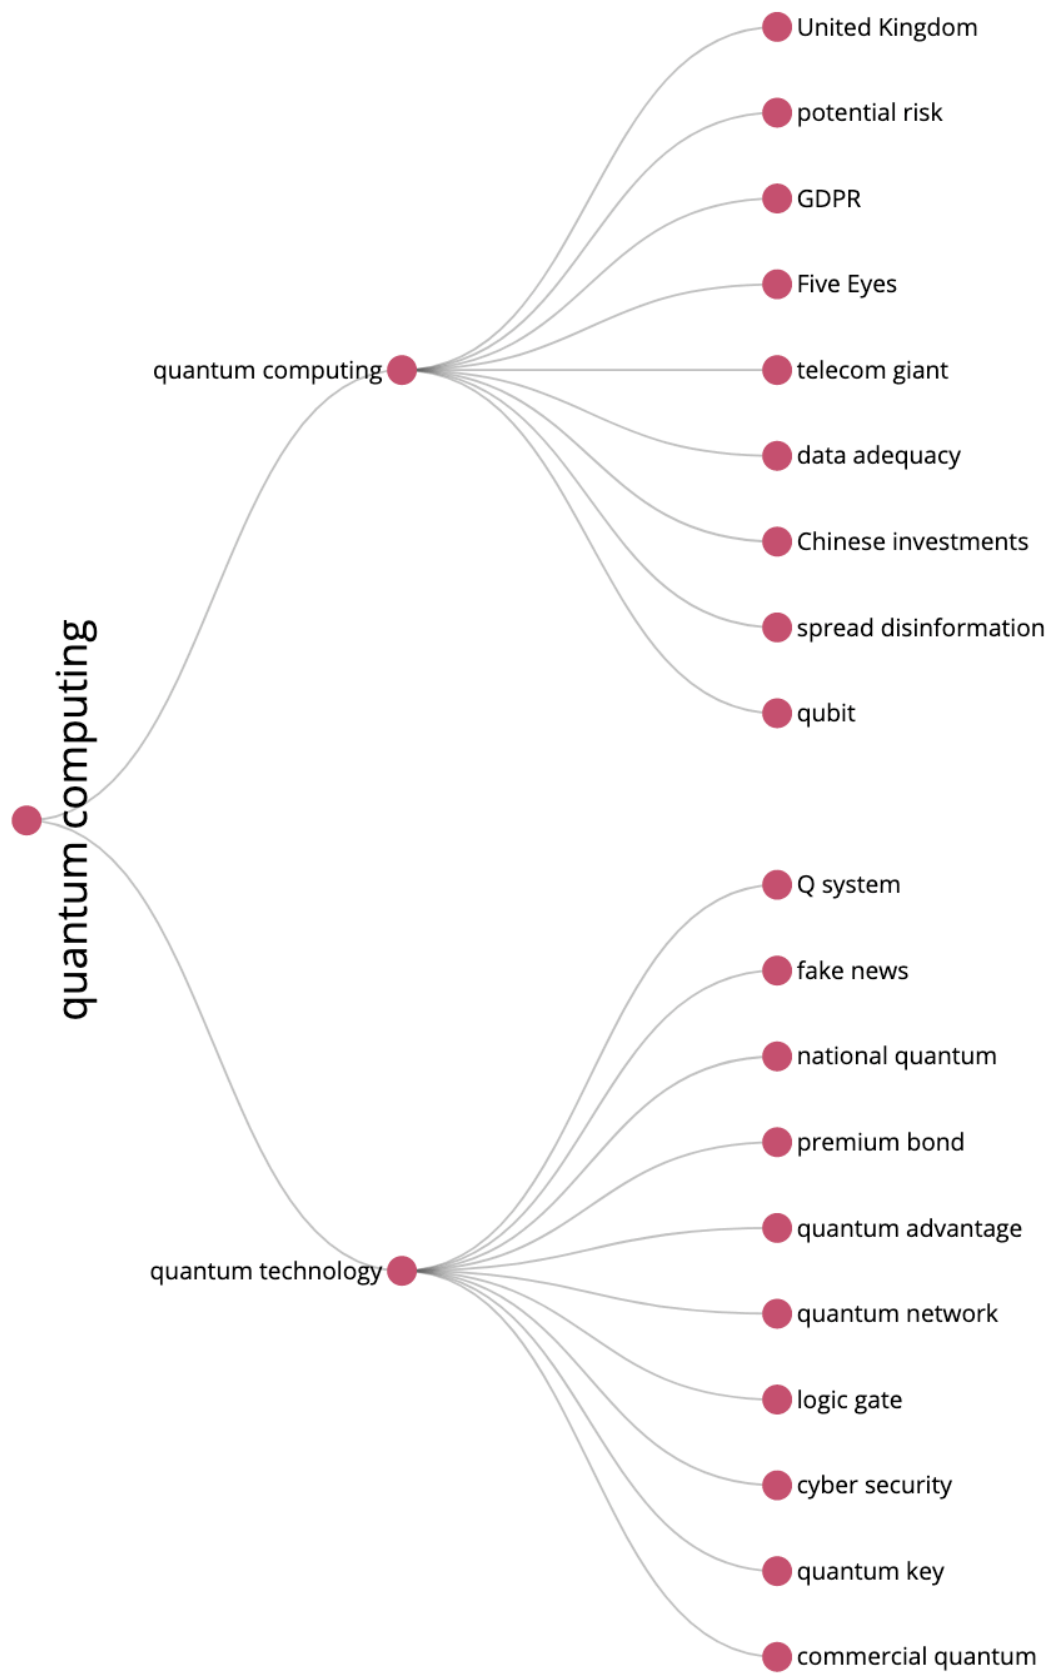 quantum computing
quantum computing
United Kingdom
potential risk
GDPR
Five Eyes
telecom giant
data adequacy
Chinese investments
spread disinformation
qubit
quantum technology
Q system
fake news
national quantum
premium bond
quantum advantage
quantum network
logic gate
cyber security
quantum key
commercial quantum